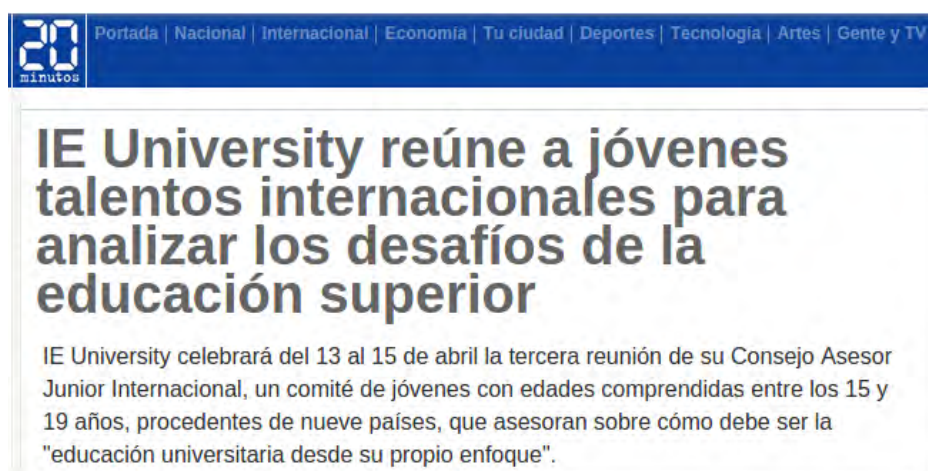 20
minutos
Portada | Nacional | Internacional | Economía | Tu ciudad | Deportes | Tecnología | Artes | Gente y TV
IE University reúne a jóvenes
talentos internacionales para
analizar los desafíos de la
educación superior
IE University celebrará del 13 al 15 de abril la tercera reunión de su Consejo Asesor
Junior Internacional, un comité de jóvenes con edades comprendidas entre los 15 y
19 años, procedentes de nueve países, que asesoran sobre cómo debe ser la
"educación universitaria desde su propio enfoque".